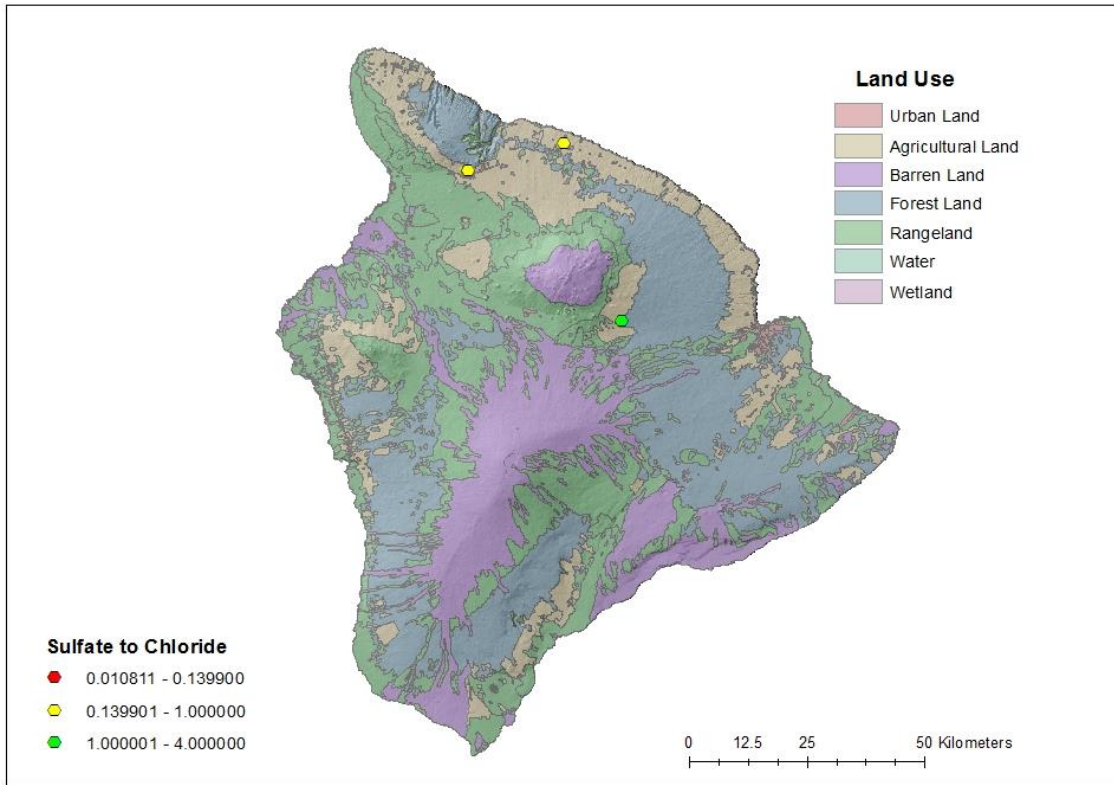 Land Use
Urban Land
Agricultural Land
Barren Land
Forest Land
Rangeland
Water
Wetland
Sulfate to Chloride
0.010811 - 0.139900
0.139901 - 1.000000
1.000001 - 4.000000
0 12.5 25 50 Kilometers